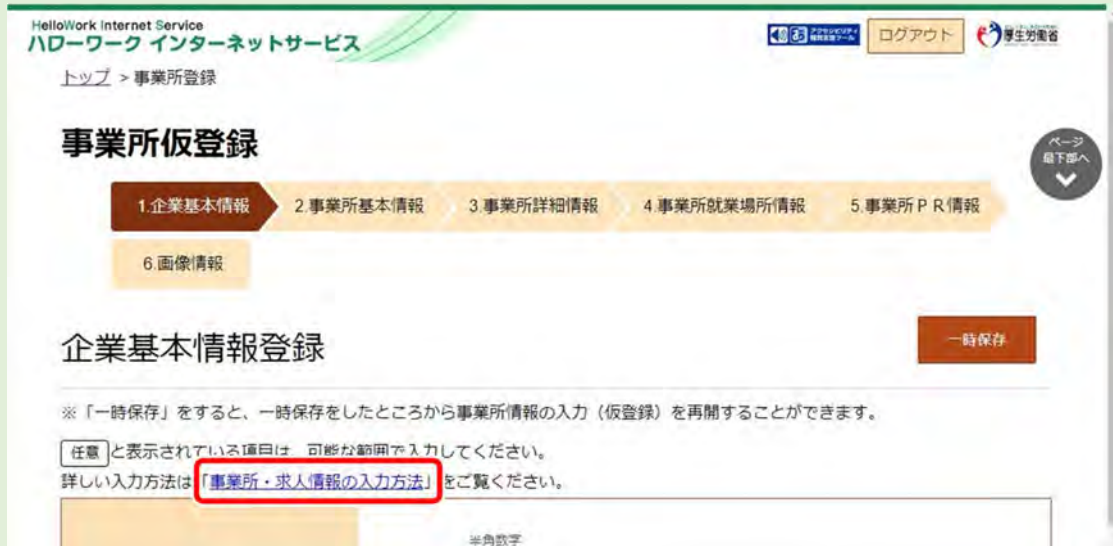 HelloWork Internet Service
ハローワーク インターネットサービス
ログアウト
厚生労働省
トップ > 事業所登録
事業所仮登録
ページ
最下部へ
1.企業基本情報
2.事業所基本情報
3.事業所詳細情報
4.事業所就業場所情報
5.事業所ＰＲ情報
6.画像情報
企業基本情報登録
一時保存
※「一時保存」をすると、一時保存をしたところから事業所情報の入力（仮登録）を再開することができます。
任意 と表示されている項目は、可能な範囲で入力してください。
詳しい入力方法は「事業所・求人情報の入力方法」をご覧ください。